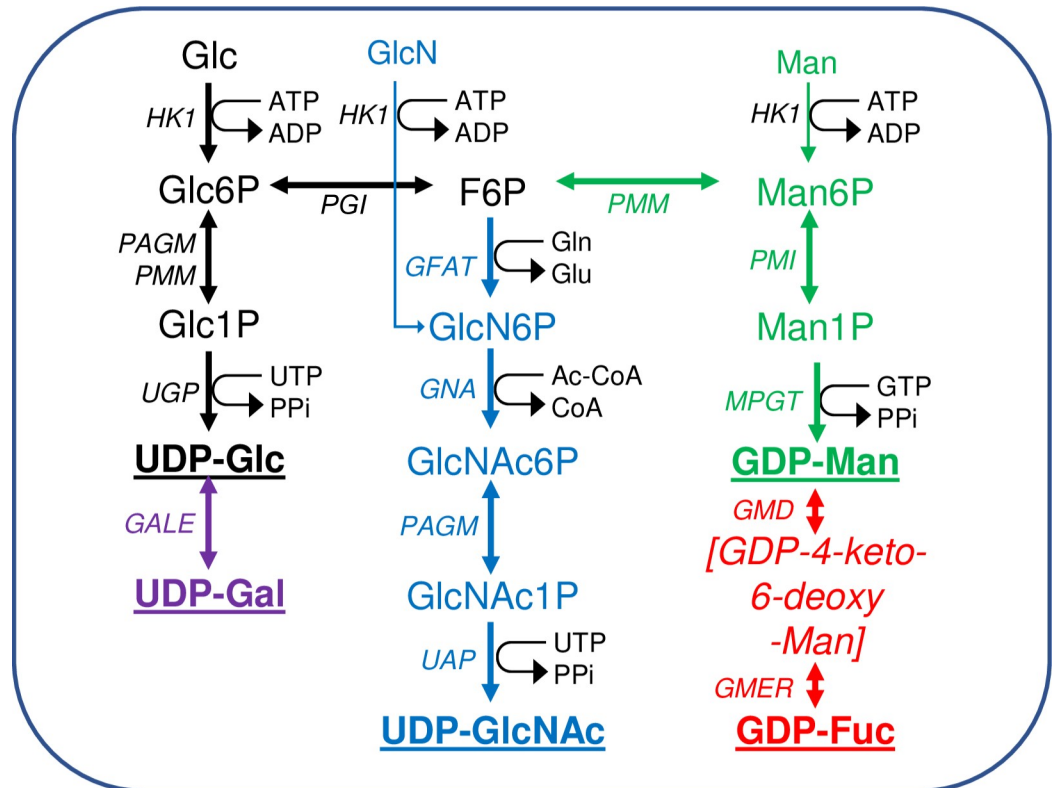 Glc
GlcN
Man
HK1
ATP
ADP
HK1
ATP
ADP
HK1
ATP
ADP
Glc6P
PGI
F6P
PMM
Man6P
PAGM
PMM
GFAT
Gln
Glu
PMI
Glc1P
GlcN6P
Man1P
UGP
UTP
PPi
GNA
Ac-CoA
CoA
MPGT
GTP
PPi
UDP-Glc
GlcNAc6P
GDP-Man
GALE
PAGM
GMD
[GDP-4-keto-
6-deoxy
-Man]
UDP-Gal
GlcNAc1P
UAP
UTP
PPi
GMER
UDP-GlcNAc
GDP-Fuc